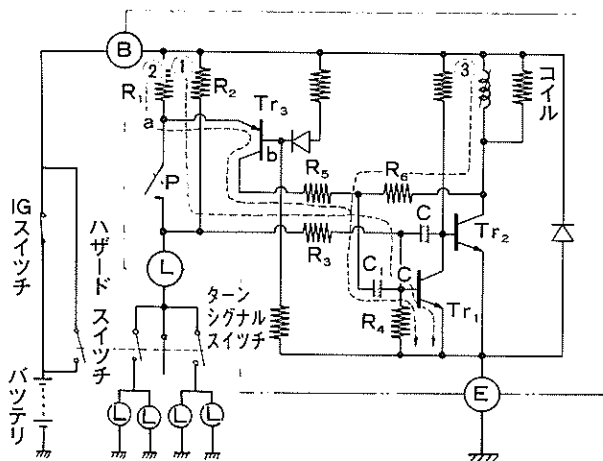 B
2
1
3
R₁
R₂
a
Tr₃
b
コイル
P
R₅
R₆
IGスイッチ
ハザードスイッチ
C
Tr₂
L
R₃
C₁
C
Tr₁
ターン
シグナル
スイッチ
R₄
バッテリ
L
L
L
L
E